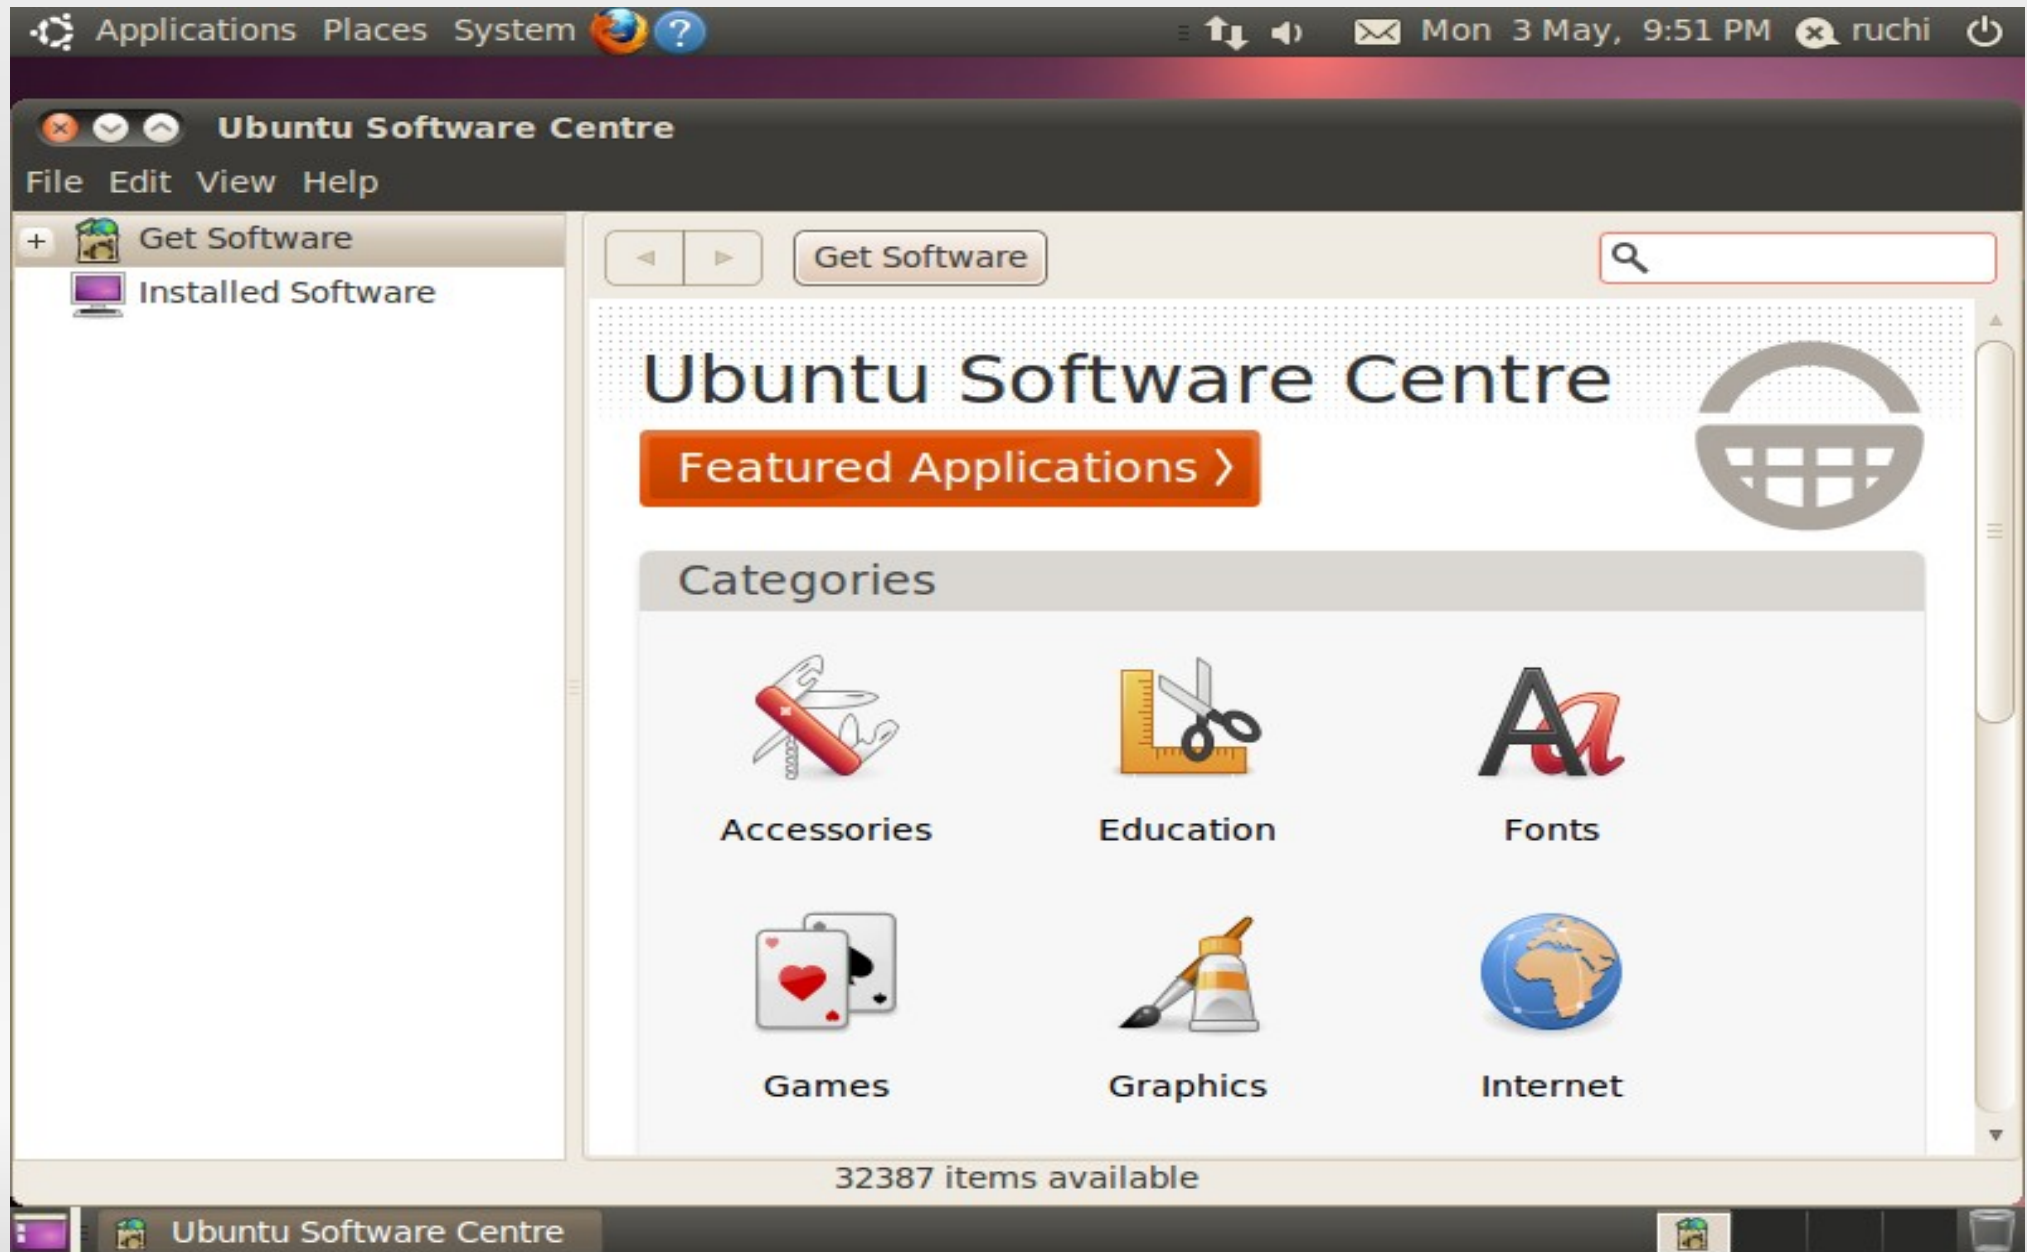 Applications Places System ? Mon 3 May, 9:51 PM ruchi
Ubuntu Software Centre
File Edit View Help
+ Get Software
Installed Software
Get Software
Ubuntu Software Centre
Featured Applications >
Categories
Accessories Education Fonts
Games Graphics Internet
32387 items available
Ubuntu Software Centre